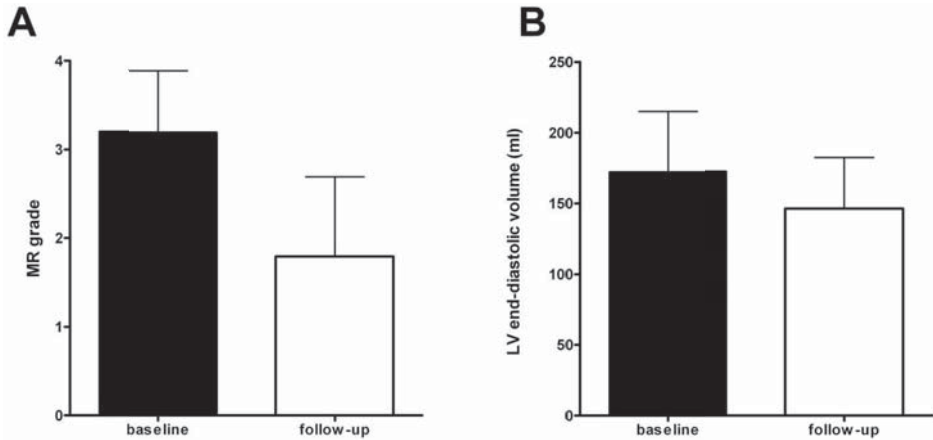 A
MR grade
4
3
2
1
0
baseline
follow-up
B
LV end-diastolic volume (ml)
250
200
150
100
50
0
baseline
follow-up